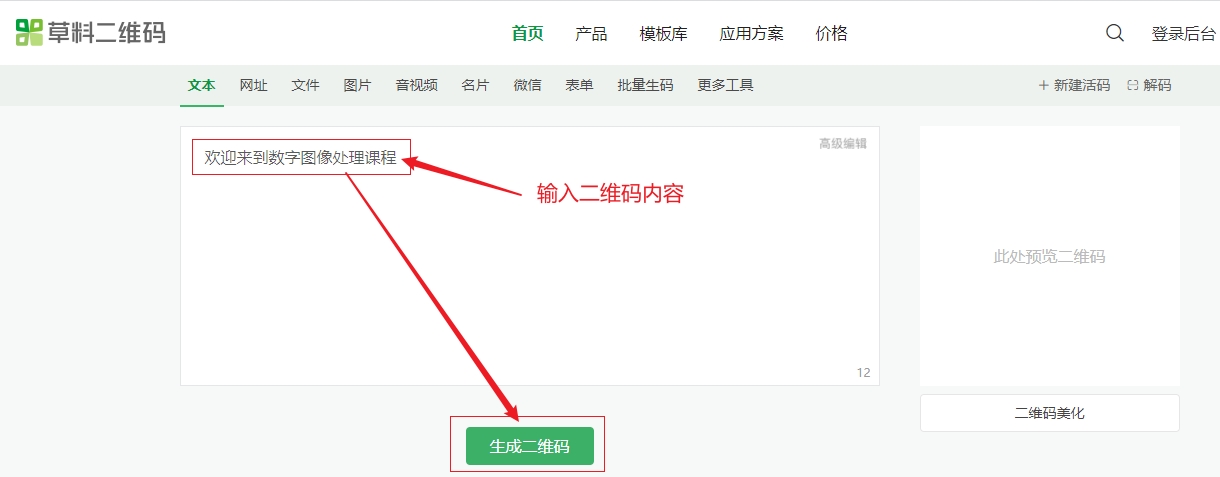 草料二维码 首页 产品 模板库 应用方案 价格 登录后台
文本 网址 文件 图片 音视频 名片 微信 表单 批量生码 更多工具 + 新建活码 解码
高级编辑
欢迎来到数字图像处理课程
输入二维码内容
此处预览二维码
12
二维码美化
生成二维码